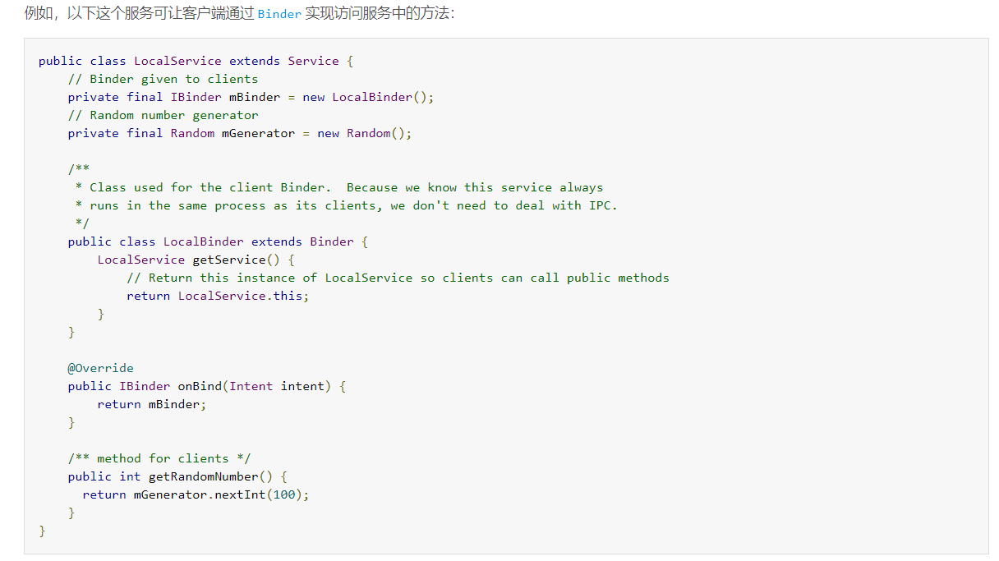 例如，以下这个服务可让客户端通过 Binder 实现访问服务中的方法：
public class LocalService extends Service {
    // Binder given to clients
    private final IBinder mBinder = new LocalBinder();
    // Random number generator
    private final Random mGenerator = new Random();

    /**
     * Class used for the client Binder.  Because we know this service always
     * runs in the same process as its clients, we don't need to deal with IPC.
     */
    public class LocalBinder extends Binder {
        LocalService getService() {
            // Return this instance of LocalService so clients can call public methods
            return LocalService.this;
        }
    }

    @Override
    public IBinder onBind(Intent intent) {
        return mBinder;
    }

    /** method for clients */
    public int getRandomNumber() {
      return mGenerator.nextInt(100);
    }
}